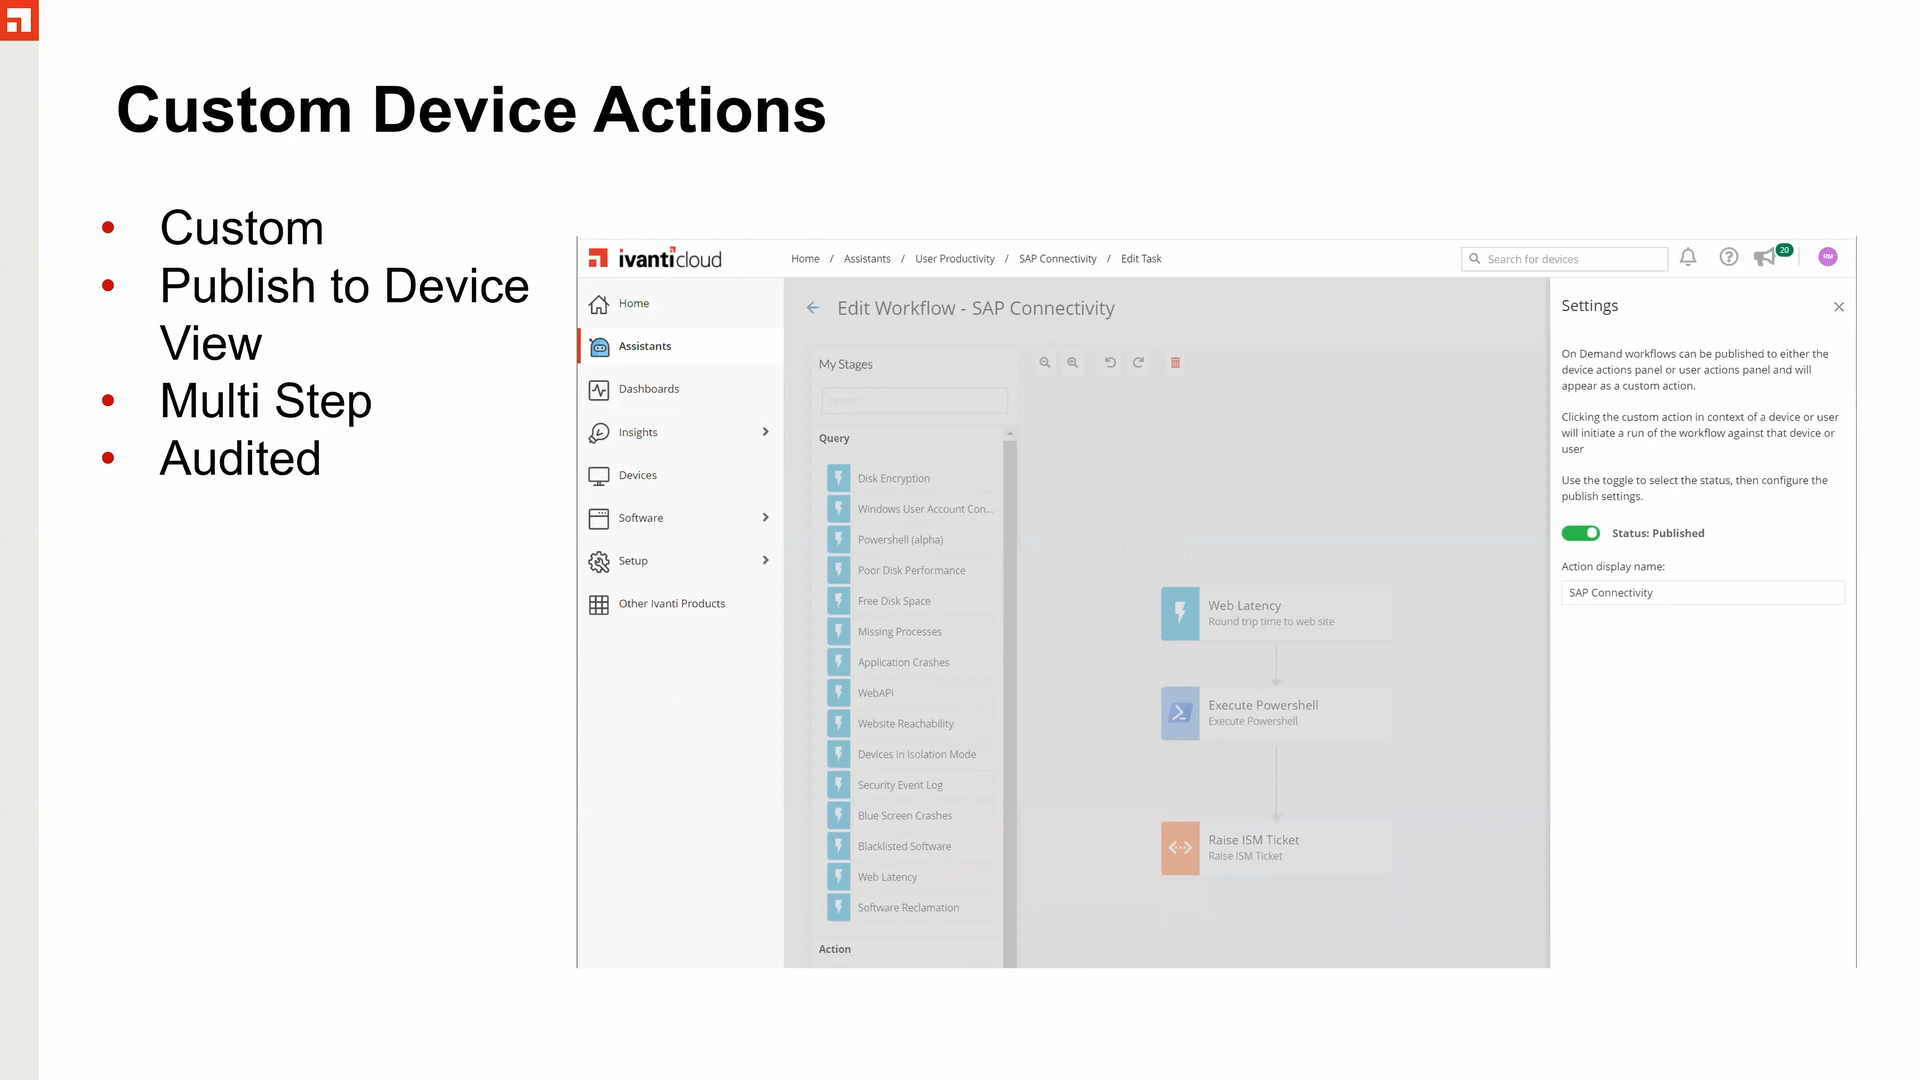 Custom Device Actions
• Custom
• Publish to Device
View
• Multi Step
• Audited
ivanticloud
Home / Assistants / User Productivity / SAP Connectivity / Edit Task
Search for devices
20
RM
Home
Assistants
Dashboards
Insights
Devices
Software
Setup
Other Ivanti Products
Edit Workflow - SAP Connectivity
My Stages
Search
Query
Disk Encryption
Windows User Account Con...
Powershell (alpha)
Poor Disk Performance
Free Disk Space
Missing Processes
Application Crashes
WebAPI
Website Reachability
Devices in Isolation Mode
Security Event Log
Blue Screen Crashes
Blacklisted Software
Web Latency
Software Reclamation
Action
Web Latency
Round trip time to web site
Execute Powershell
Execute Powershell
Raise ISM Ticket
Raise ISM Ticket
Settings
On Demand workflows can be published to either the
device actions panel or user actions panel and will
appear as a custom action.
Clicking the custom action in context of a device or user
will initiate a run of the workflow against that device or
user
Use the toggle to select the status, then configure the
publish settings.
Status: Published
Action display name:
SAP Connectivity